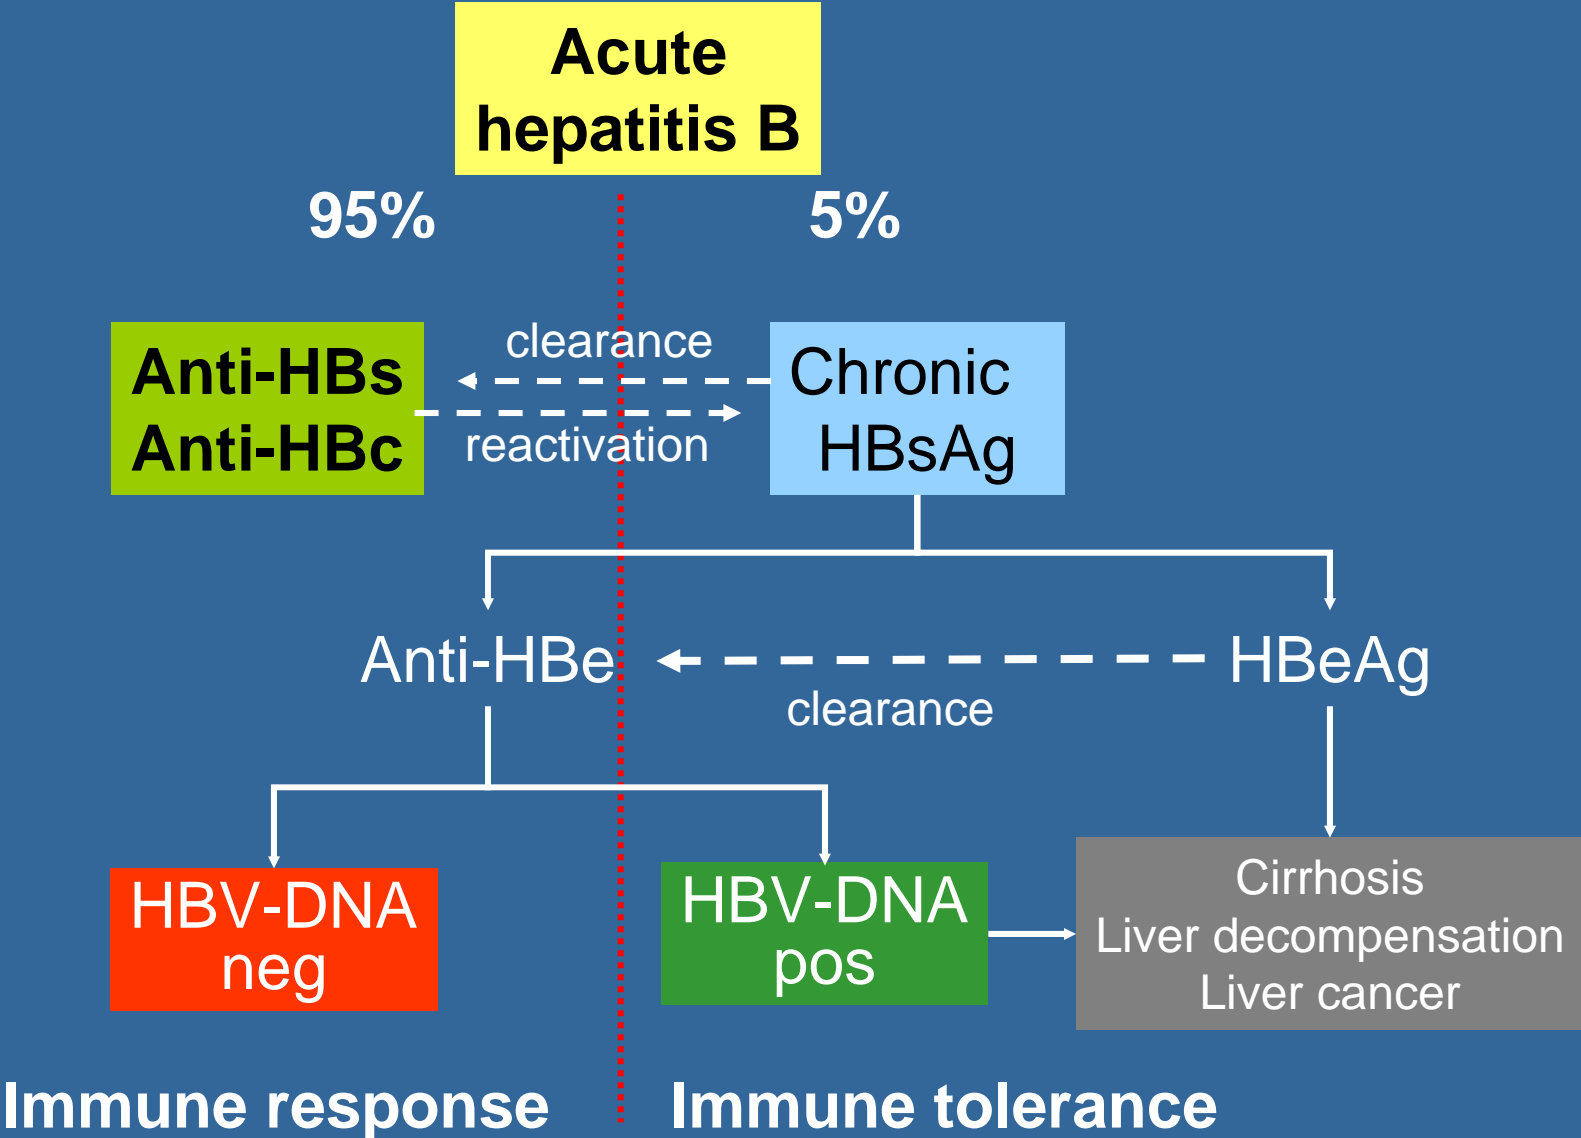 Acute
hepatitis B
95%
5%
Anti-HBs
Anti-HBc
clearance
reactivation
Chronic
HBsAg
Anti-HBe
clearance
HBeAg
HBV-DNA
neg
HBV-DNA
pos
Cirrhosis
Liver decompensation
Liver cancer
Immune response
Immune tolerance